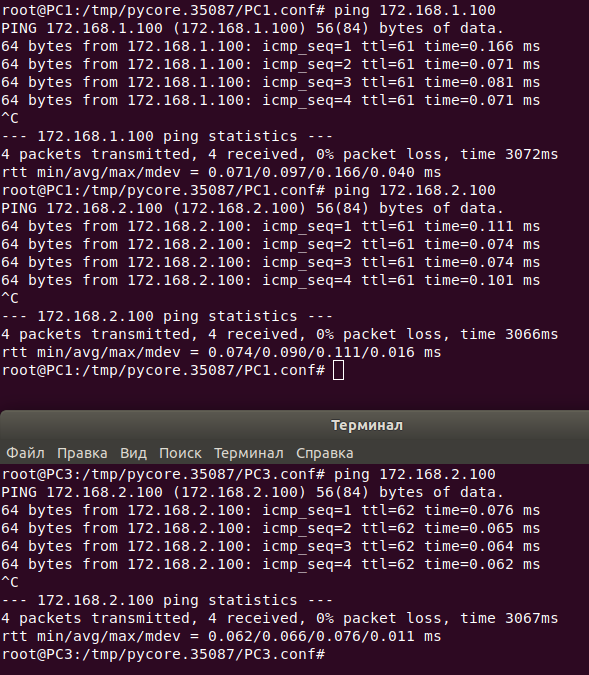 root@PC1:/tmp/pycore.35087/PC1.conf# ping 172.168.1.100
PING 172.168.1.100 (172.168.1.100) 56(84) bytes of data.
64 bytes from 172.168.1.100: icmp_seq=1 ttl=61 time=0.166 ms
64 bytes from 172.168.1.100: icmp_seq=2 ttl=61 time=0.071 ms
64 bytes from 172.168.1.100: icmp_seq=3 ttl=61 time=0.081 ms
64 bytes from 172.168.1.100: icmp_seq=4 ttl=61 time=0.071 ms
^C
--- 172.168.1.100 ping statistics ---
4 packets transmitted, 4 received, 0% packet loss, time 3072ms
rtt min/avg/max/mdev = 0.071/0.097/0.166/0.040 ms
root@PC1:/tmp/pycore.35087/PC1.conf# ping 172.168.2.100
PING 172.168.2.100 (172.168.2.100) 56(84) bytes of data.
64 bytes from 172.168.2.100: icmp_seq=1 ttl=61 time=0.111 ms
64 bytes from 172.168.2.100: icmp_seq=2 ttl=61 time=0.074 ms
64 bytes from 172.168.2.100: icmp_seq=3 ttl=61 time=0.074 ms
64 bytes from 172.168.2.100: icmp_seq=4 ttl=61 time=0.101 ms
^C
--- 172.168.2.100 ping statistics ---
4 packets transmitted, 4 received, 0% packet loss, time 3066ms
rtt min/avg/max/mdev = 0.074/0.090/0.111/0.016 ms
root@PC1:/tmp/pycore.35087/PC1.conf#
Терминал
Файл Правка Вид Поиск Терминал Справка
root@PC3:/tmp/pycore.35087/PC3.conf# ping 172.168.2.100
PING 172.168.2.100 (172.168.2.100) 56(84) bytes of data.
64 bytes from 172.168.2.100: icmp_seq=1 ttl=62 time=0.076 ms
64 bytes from 172.168.2.100: icmp_seq=2 ttl=62 time=0.065 ms
64 bytes from 172.168.2.100: icmp_seq=3 ttl=62 time=0.064 ms
64 bytes from 172.168.2.100: icmp_seq=4 ttl=62 time=0.062 ms
^C
--- 172.168.2.100 ping statistics ---
4 packets transmitted, 4 received, 0% packet loss, time 3067ms
rtt min/avg/max/mdev = 0.062/0.066/0.076/0.011 ms
root@PC3:/tmp/pycore.35087/PC3.conf#